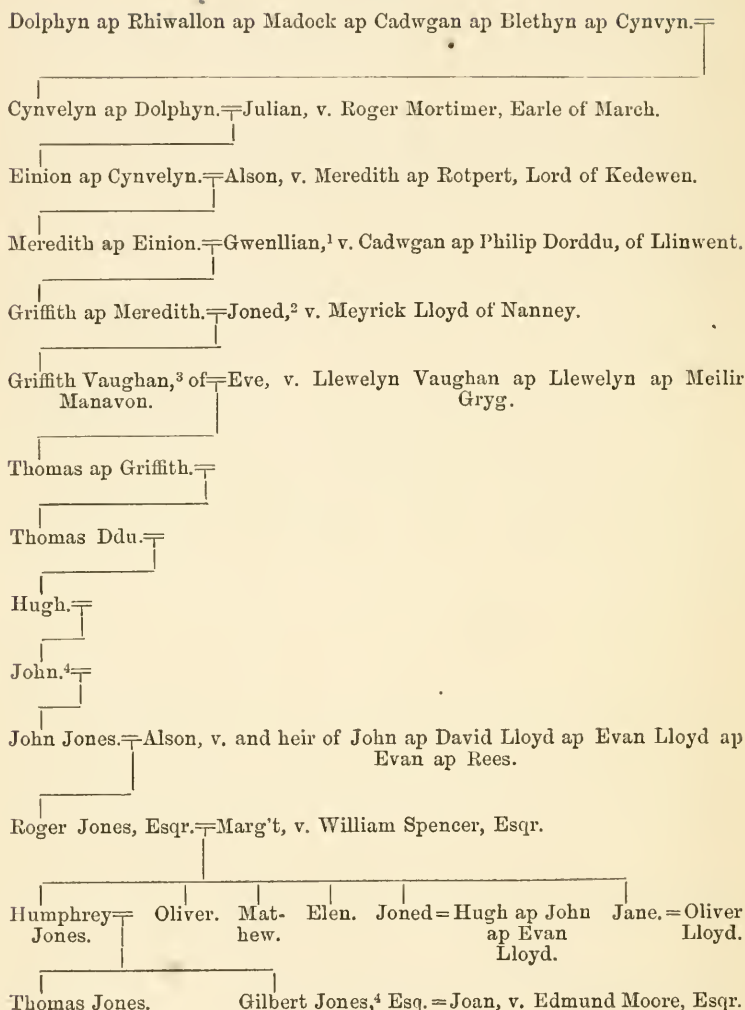 Dolphyn ap Rhiwallon ap Madock ap Cadwgan ap Blethyn ap Cynvyn.=
Cynvelyn ap Dolphyn.=Julian, v. Roger Mortimer, Earle of March.
Einion ap Cynvelyn.=Alson, v. Meredith ap Rotpert, Lord of Kedewen.
Meredith ap Einion.=Gwenllian,¹ v. Cadwgan ap Philip Dorddu, of Llinwent.
Griffith ap Meredith.=Joned,² v. Meyrick Lloyd of Nanney.
Griffith Vaughan,³ of=Eve, v. Llewelyn Vaughan ap Llewelyn ap Meilir
Manavon. Gryg.
Thomas ap Griffith.=
Thomas Ddu.=
Hugh.=
John.⁴=
John Jones.=Alson, v. and heir of John ap David Lloyd ap Evan Lloyd ap
Evan ap Rees.
Roger Jones, Esqr.=Marg't, v. William Spencer, Esqr.
Humphrey= Oliver. Mat- Elen. Joned=Hugh ap John Jane.=Oliver
Jones. hew. ap Evan Lloyd.
Lloyd.
Thomas Jones. Gilbert Jones,⁴ Esq.=Joan, v. Edmund Moore, Esqr.